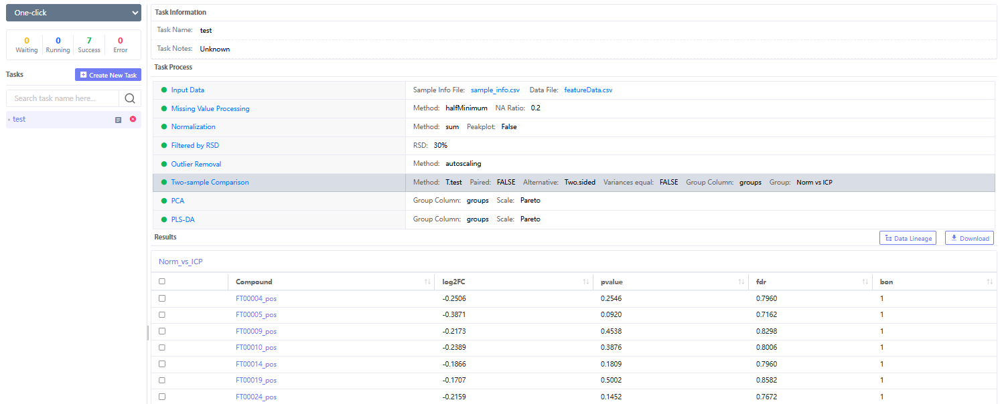 One-click
0 0 7 0
Waiting Running Success Error
Tasks Create New Task
Search task name here...
test
Task Information
Task Name: test
Task Notes: Unknown
Task Process
Input Data Sample Info File: sample_info.csv Data File: featureData.csv
Missing Value Processing Method: halfMinimum NA Ratio: 0.2
Normalization Method: sum Peakplot: False
Filtered by RSD RSD: 30%
Outlier Removal Method: autoscaling
Two-sample Comparison Method: T.test Paired: FALSE Alternative: Two.sided Variances equal: FALSE Group Column: groups Group: Norm vs ICP
PCA Group Column: groups Scale: Pareto
PLS-DA Group Column: groups Scale: Pareto
Results Data Lineage Download
Norm_vs_ICP
Compound log2FC pvalue fdr bon
FT00004_pos -0.2506 0.2546 0.7960 1
FT00005_pos -0.3871 0.0920 0.7162 1
FT00009_pos -0.2173 0.4538 0.8298 1
FT00010_pos -0.2389 0.3876 0.8006 1
FT00014_pos -0.1866 0.1809 0.7960 1
FT00019_pos -0.1707 0.5002 0.8582 1
FT00024_pos -0.2159 0.1452 0.7672 1